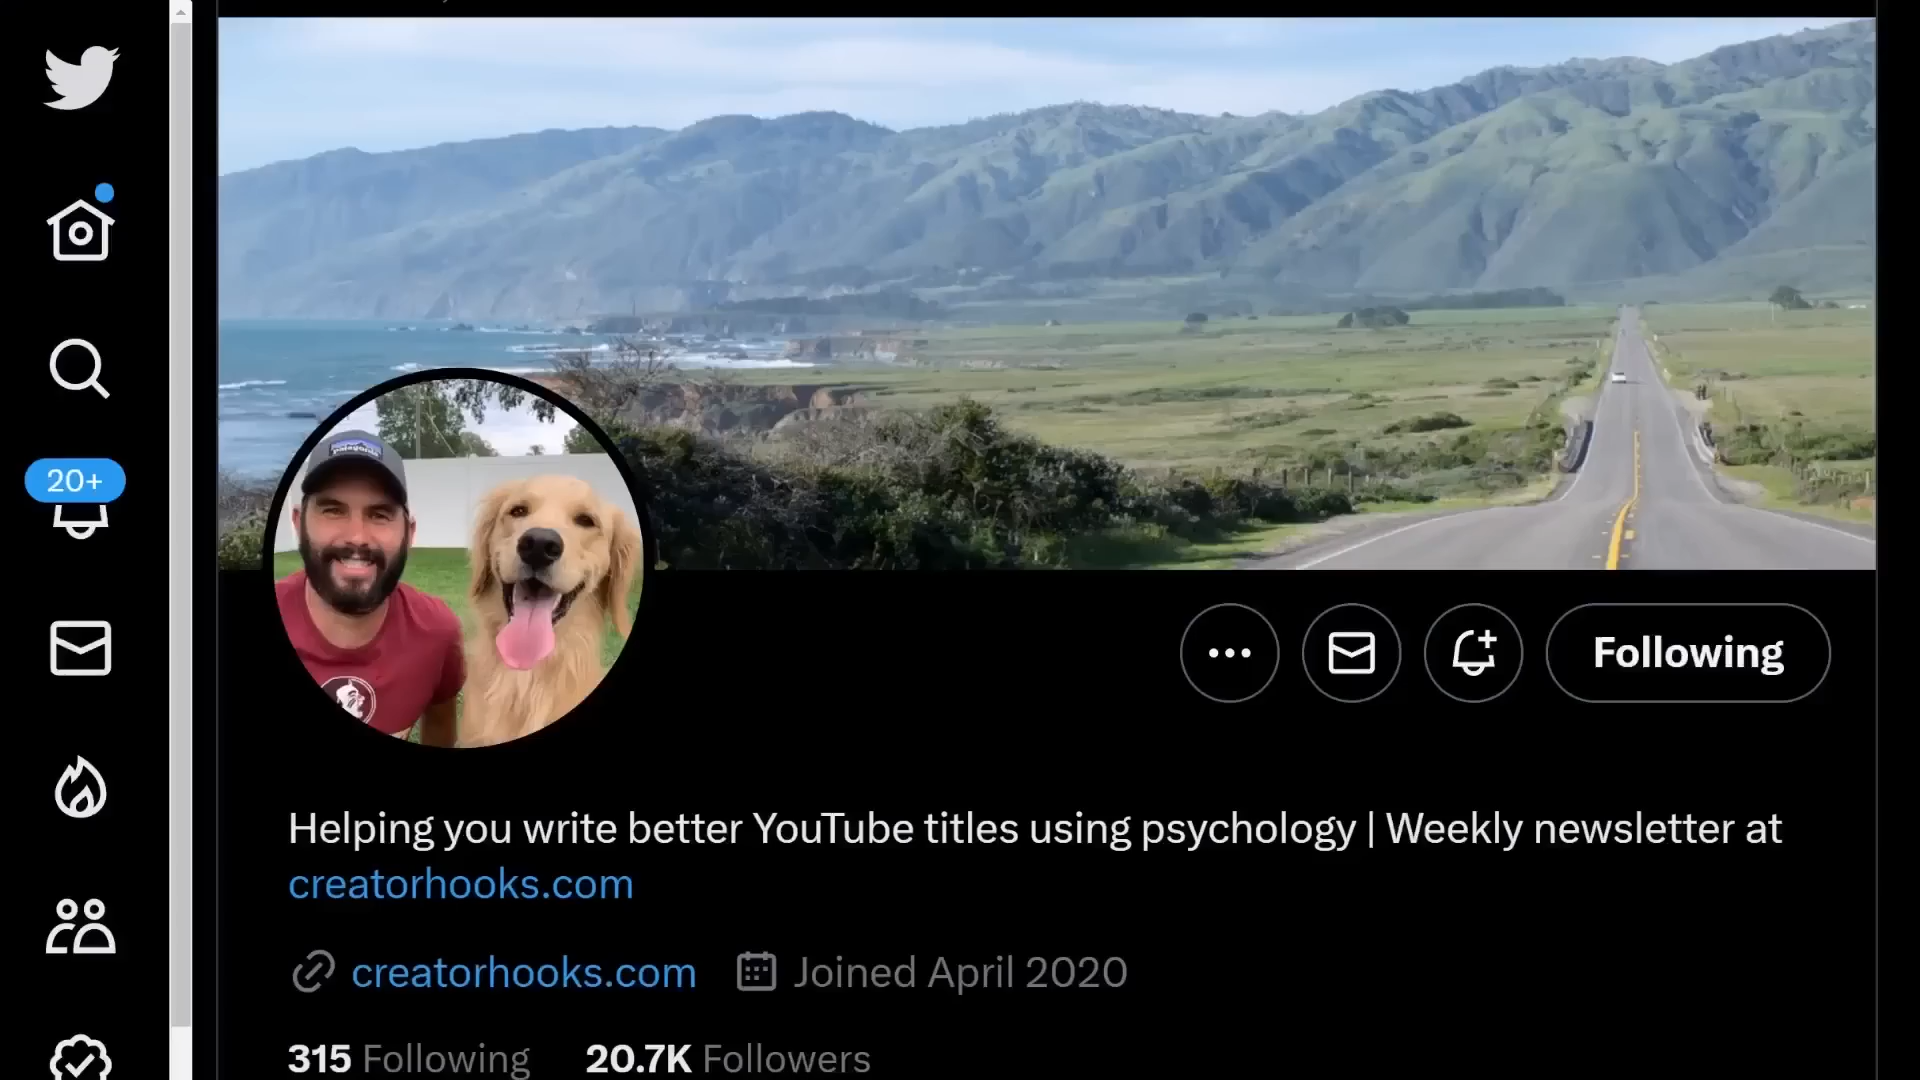 20+
patagonia
Following
Helping you write better YouTube titles using psychology | Weekly newsletter at
creatorhooks.com
creatorhooks.com Joined April 2020
315 Following 20.7K Followers